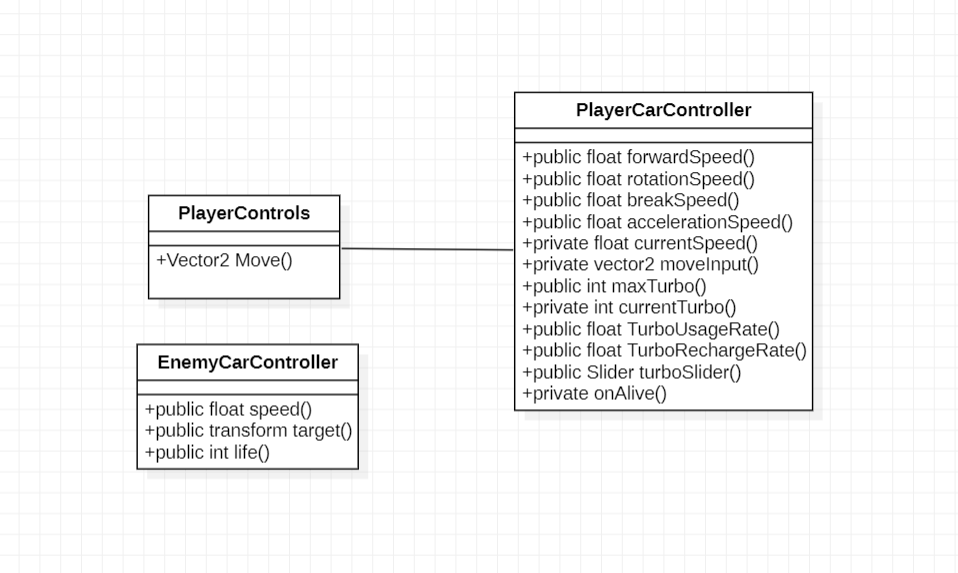 PlayerCarController
+public float forwardSpeed()
+public float rotationSpeed()
+public float breakSpeed()
+public float accelerationSpeed()
+private float currentSpeed()
+private vector2 moveInput()
+public int maxTurbo()
+private int currentTurbo()
+public float TurboUsageRate()
+public float TurboRechargeRate()
+public Slider turboSlider()
+private onAlive()
PlayerControls
+Vector2 Move()
EnemyCarController
+public float speed()
+public transform target()
+public int life()